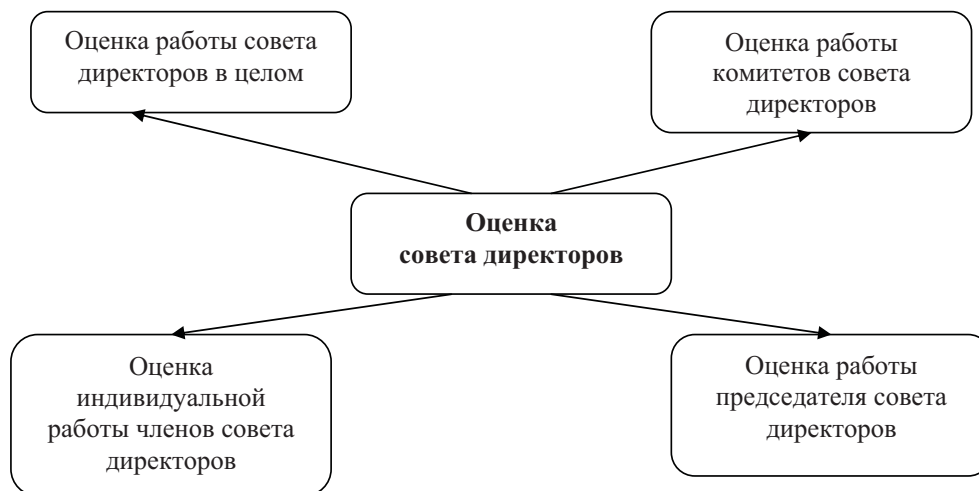 Оценка работы совета
директоров в целом
Оценка работы
комитетов совета
директоров
Оценка
совета директоров
Оценка
индивидуальной
работы членов совета
директоров
Оценка работы
председателя совета
директоров